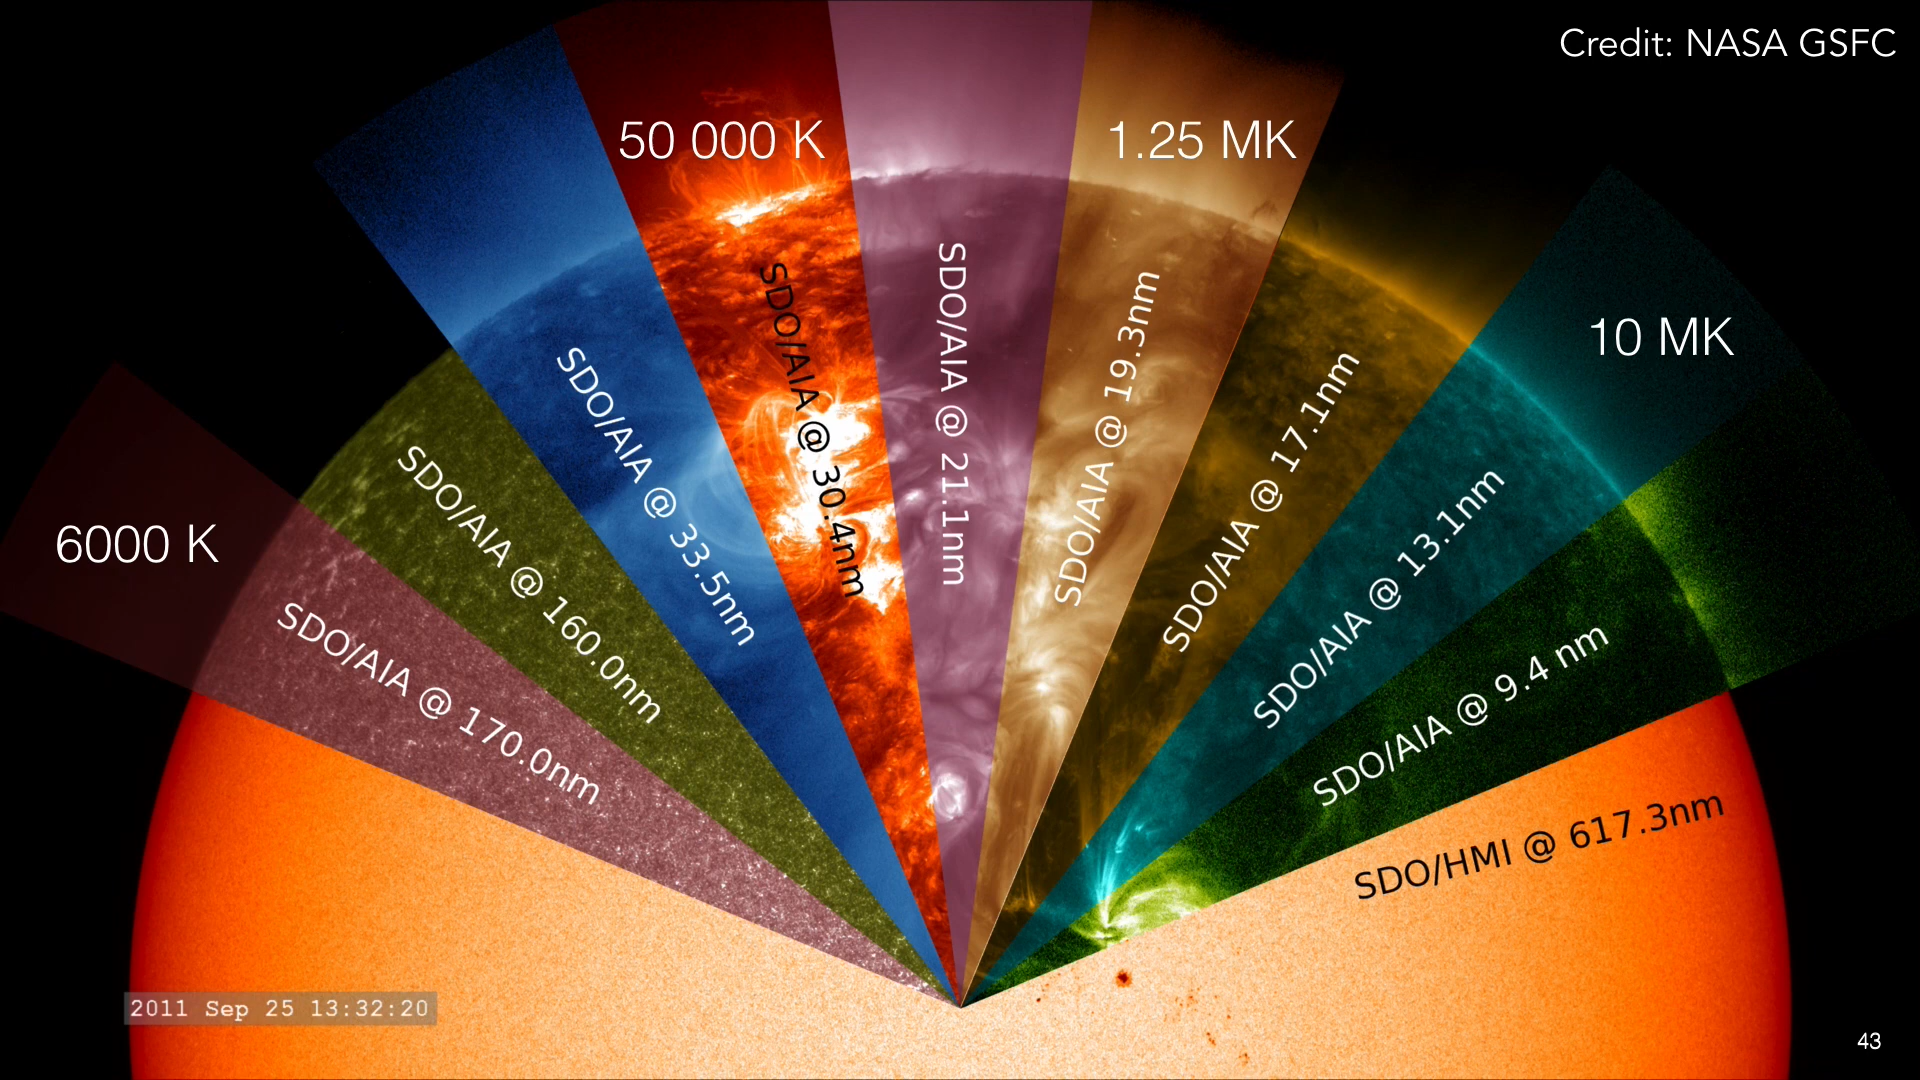 Credit: NASA GSFC
50 000 K
1.25 MK
10 MK
6000 K
SDO/AIA @ 170.0nm
SDO/AIA @ 160.0nm
SDO/AIA @ 33.5nm
SDO/AIA @ 30.4nm
SDO/AIA @ 21.1nm
SDO/AIA @ 19.3nm
SDO/AIA @ 17.1nm
SDO/AIA @ 13.1nm
SDO/AIA @ 9.4 nm
SDO/HMI @ 617.3nm
2011 Sep 25 13:32:20
43